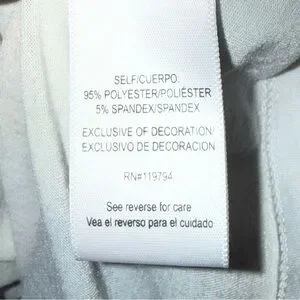 SELF/CUERPO:
95% POLYESTER/POLIÉSTER
5% SPANDEX/SPANDEX
EXCLUSIVE OF DECORATION/
EXCLUSIVO DE DECORACION
RN#119794
See reverse for care
Vea el reverso para el cuidado